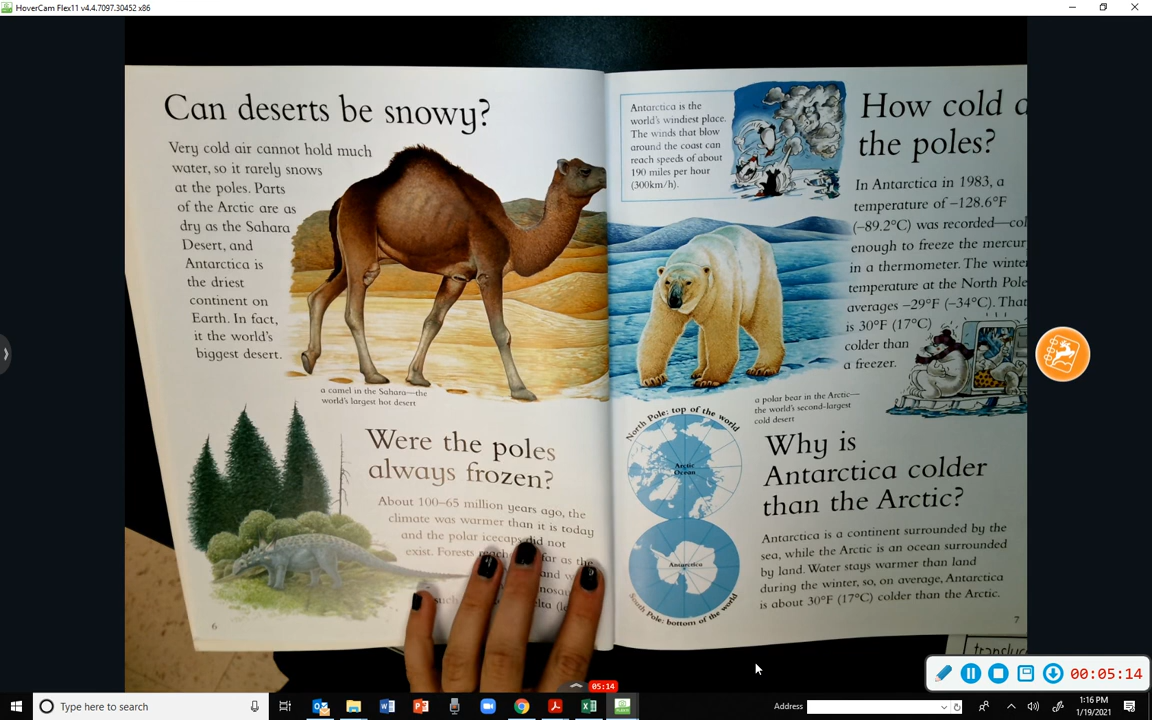 HoverCam Flex11 v4.4.7097.30452 x86
Can deserts be snowy?
Very cold air cannot hold much
water, so it rarely snows
at the poles. Parts
of the Arctic are as
dry as the Sahara
Desert, and
Antarctica is
the driest
continent on
Earth. In fact,
it the world's
biggest desert.
a camel in the Sahara—the
world's largest hot desert
Were the poles
always frozen?
About 100–65 million years ago, the
climate was warmer than it is today
and the polar icecaps did not
exist. Forests far as the
and
such
6
Antarctica is the
world's windiest place.
The winds that blow
around the coast can
reach speeds of about
190 miles per hour
(300km/h).
How cold
the poles?
In Antarctica in 1983, a
temperature of –128.6°F
(–89.2°C) was recorded—
enough to freeze the
in a thermometer. The
temperature at the North Pole
averages –29°F (–34°C). That
is 30°F (17°C)
colder than
a freezer.
a polar bear in the Arctic—
the world's second-largest
cold desert
North Pole: top of the world
Arctic
Ocean
Antarctica
South Pole: bottom of the world
Why is
Antarctica colder
than the Arctic?
Antarctica is a continent surrounded by the
sea, while the Arctic is an ocean surrounded
by land. Water stays warmer than land
during the winter, so, on average, Antarctica
is about 30°F (17°C) colder than the Arctic.
7
00:05:14
05:14
Type here to search
Address
1:16 PM
1/19/2021